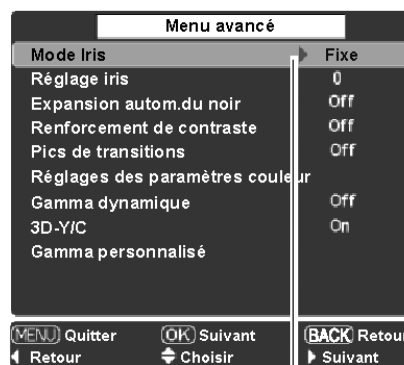 Menu avancé
Mode Iris Fixe
Réglage iris 0
Expansion autom.du noir Off
Renforcement de contraste Off
Pics de transitions Off
Réglages des paramètres couleur
Gamma dynamique Off
3D-Y/C On
Gamma personnalisé
MENU Quitter OK Suivant BACK Retour
Retour Choisir Suivant